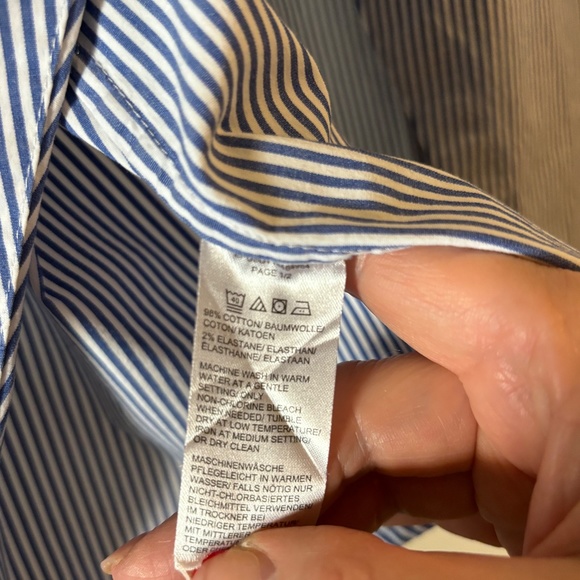 PAGE 1/2
40
98% COTTON/ BAUMWOLLE/
COTON/ KATOEN
2% ELASTANE/ ELASTHAN/
ELASTHANNE/ ELASTAAN
MACHINE WASH IN WARM
WATER AT A GENTLE
SETTING/ ONLY
NON-CHLORINE BLEACH
WHEN NEEDED/ TUMBLE
DRY AT LOW TEMPERATURE/
IRON AT MEDIUM SETTING/
OR DRY CLEAN
MASCHINENWÄSCHE
PFLEGELEICHT IN WARMEN
WASSER/ FALLS NÖTIG NUR
NICHT-CHLORBASIERTES
BLEICHMITTEL VERWENDEN/
IM TROCKNER BEI
NIEDRIGER TEMPERATUR
MIT MITTLERER
ODER